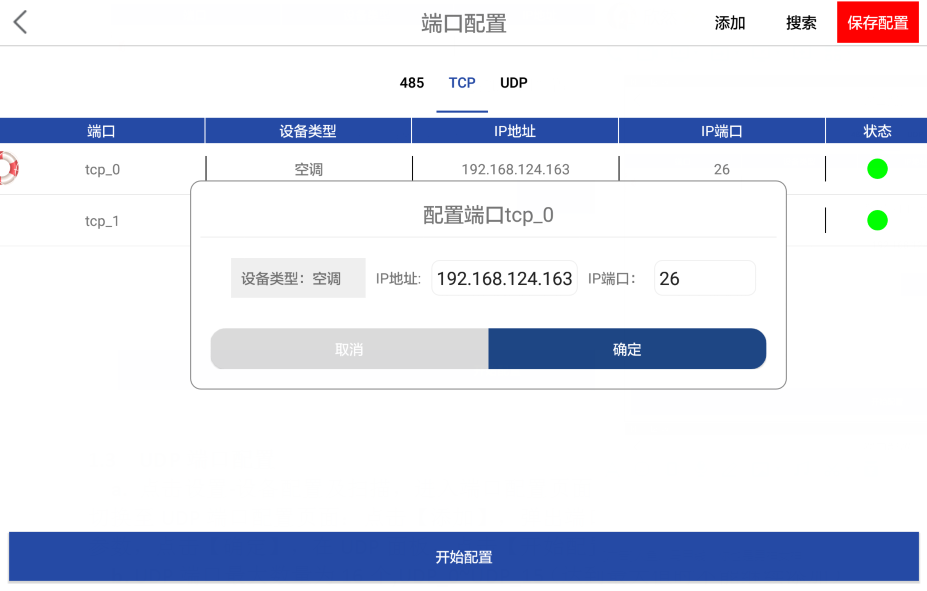 端口配置 添加 搜索 保存配置
485 TCP UDP
端口 设备类型 IP地址 IP端口 状态
tcp_0 空调 192.168.124.163 26
tcp_1
配置端口tcp_0
设备类型：空调 IP地址: 192.168.124.163 IP端口： 26
取消 确定
开始配置